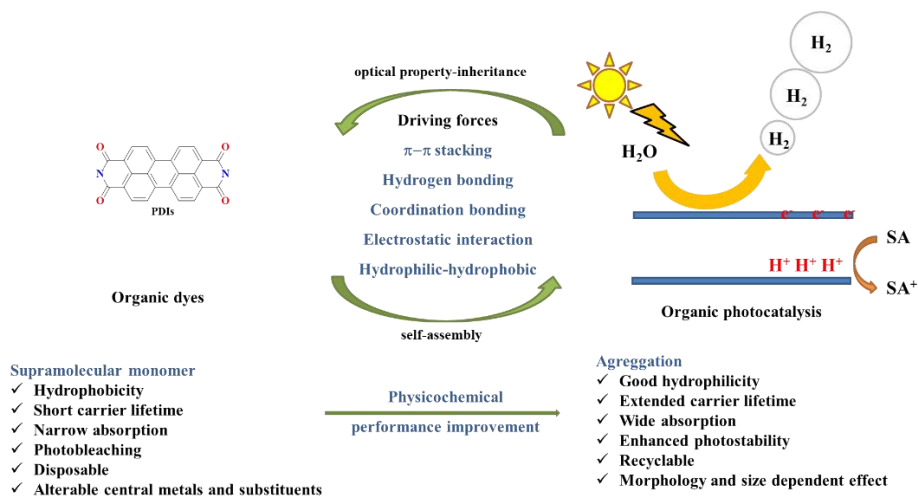 optical property-inheritance
Driving forces
π−π stacking
Hydrogen bonding
Coordination bonding
Electrostatic interaction
Hydrophilic-hydrophobic
self-assembly
O
O
N
N
O
O
PDIs
Organic dyes
H₂
H₂
H₂
H₂O
e⁻ e⁻ e⁻
SA
H⁺ H⁺ H⁺
SA⁺
Organic photocatalysis
Supramolecular monomer
✓ Hydrophobicity
✓ Short carrier lifetime
✓ Narrow absorption
✓ Photobleaching
✓ Disposable
✓ Alterable central metals and substituents
Physicochemical
performance improvement
Agreggation
✓ Good hydrophilicity
✓ Extended carrier lifetime
✓ Wide absorption
✓ Enhanced photostability
✓ Recyclable
✓ Morphology and size dependent effect